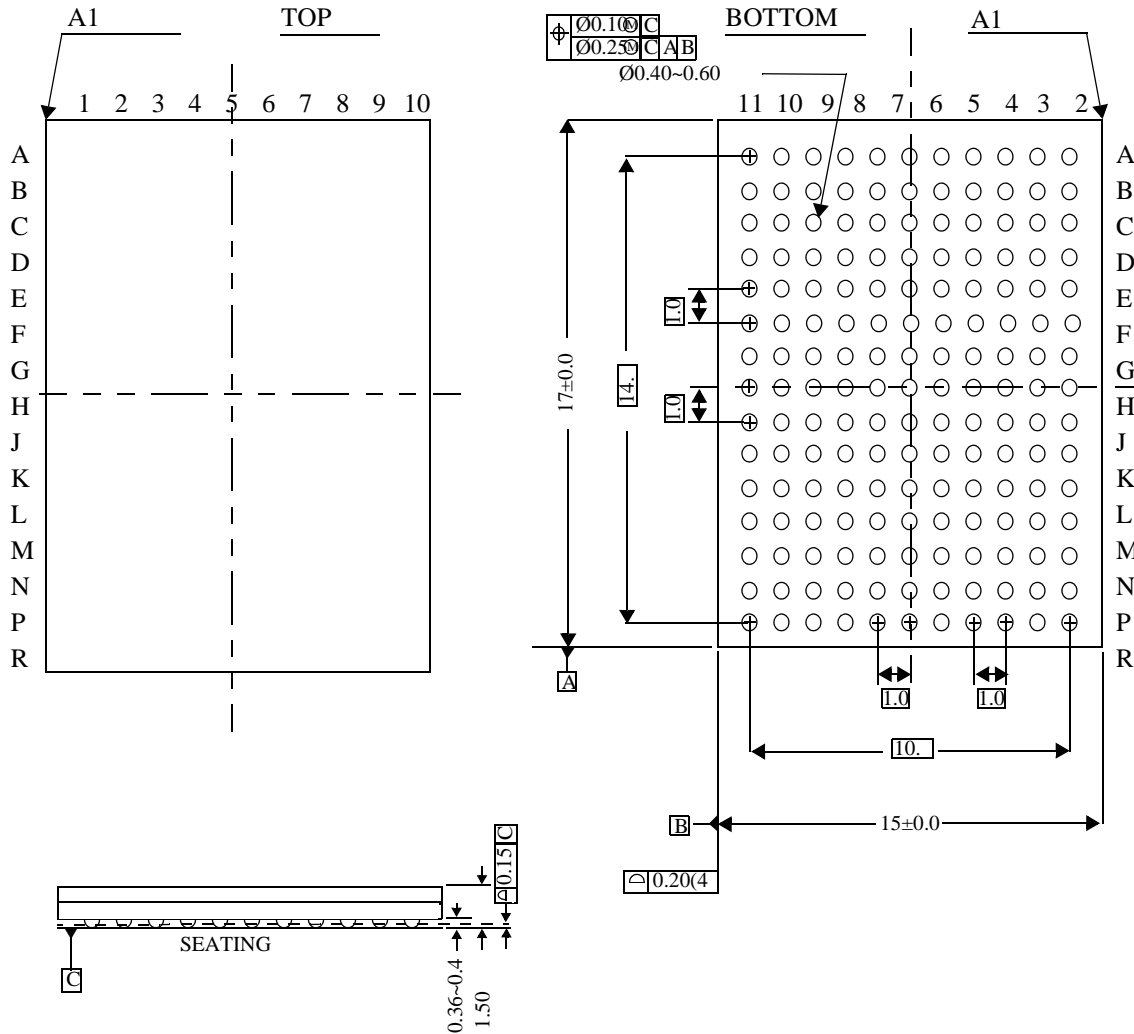 A1 TOP BOTTOM A1
Ø0.10Ⓜ C
Ø0.25Ⓜ C A B
Ø0.40~0.60
1 2 3 4 5 6 7 8 9 10
11 10 9 8 7 6 5 4 3 2
A
B
C
D
E
F
G
H
J
K
L
M
N
P
R
A
B
C
D
E
F
G
H
J
K
L
M
N
P
R
1.0
14.
17±0.0
1.0
A
1.0 1.0
10.
B 15±0.0
0.20(4
0.15 C
SEATING
C
0.36~0.4
1.50